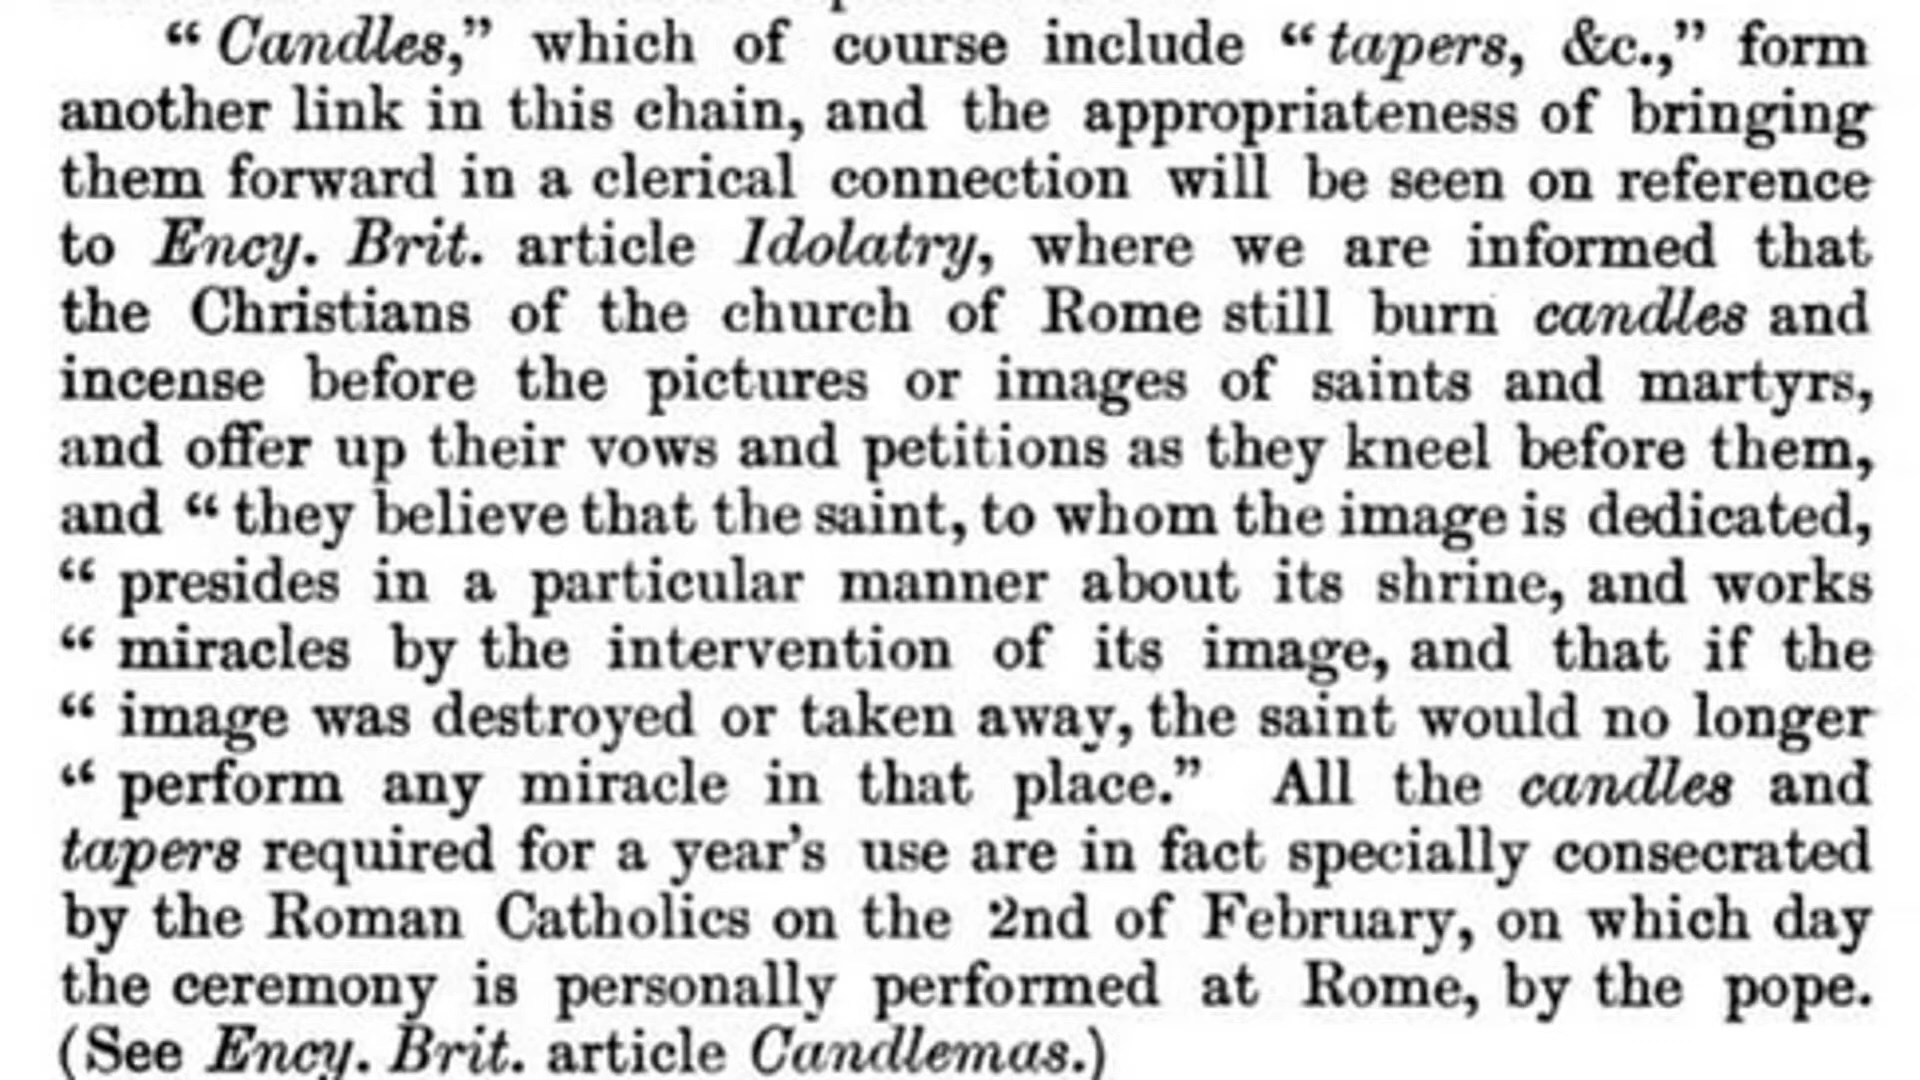 “Candles,” which of course include “tapers, &c.,” form
another link in this chain, and the appropriateness of bringing
them forward in a clerical connection will be seen on reference
to Ency. Brit. article Idolatry, where we are informed that
the Christians of the church of Rome still burn candles and
incense before the pictures or images of saints and martyrs,
and offer up their vows and petitions as they kneel before them,
and “they believe that the saint, to whom the image is dedicated,
“presides in a particular manner about its shrine, and works
“miracles by the intervention of its image, and that if the
“image was destroyed or taken away, the saint would no longer
“perform any miracle in that place.” All the candles and
tapers required for a year’s use are in fact specially consecrated
by the Roman Catholics on the 2nd of February, on which day
the ceremony is personally performed at Rome, by the pope.
(See Ency. Brit. article Candlemas.)